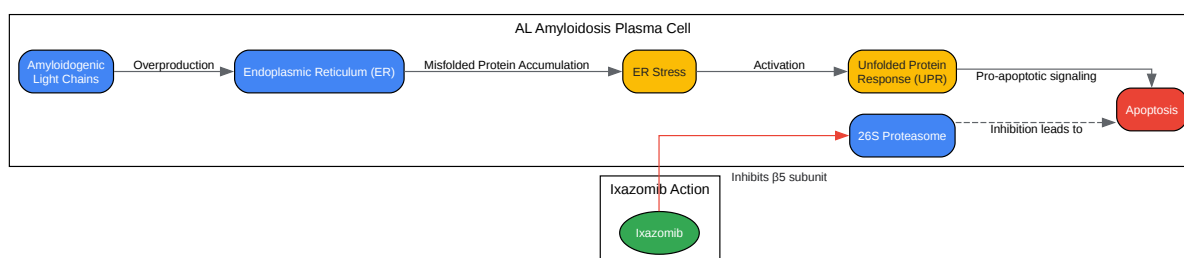 AL Amyloidosis Plasma Cell
Amyloidogenic
Light Chains
Overproduction
Endoplasmic Reticulum (ER)
Misfolded Protein Accumulation
ER Stress
Activation
Unfolded Protein
Response (UPR)
Pro-apoptotic signaling
Apoptosis
26S Proteasome
Inhibition leads to
Inhibits β5 subunit
Ixazomib Action
Ixazomib